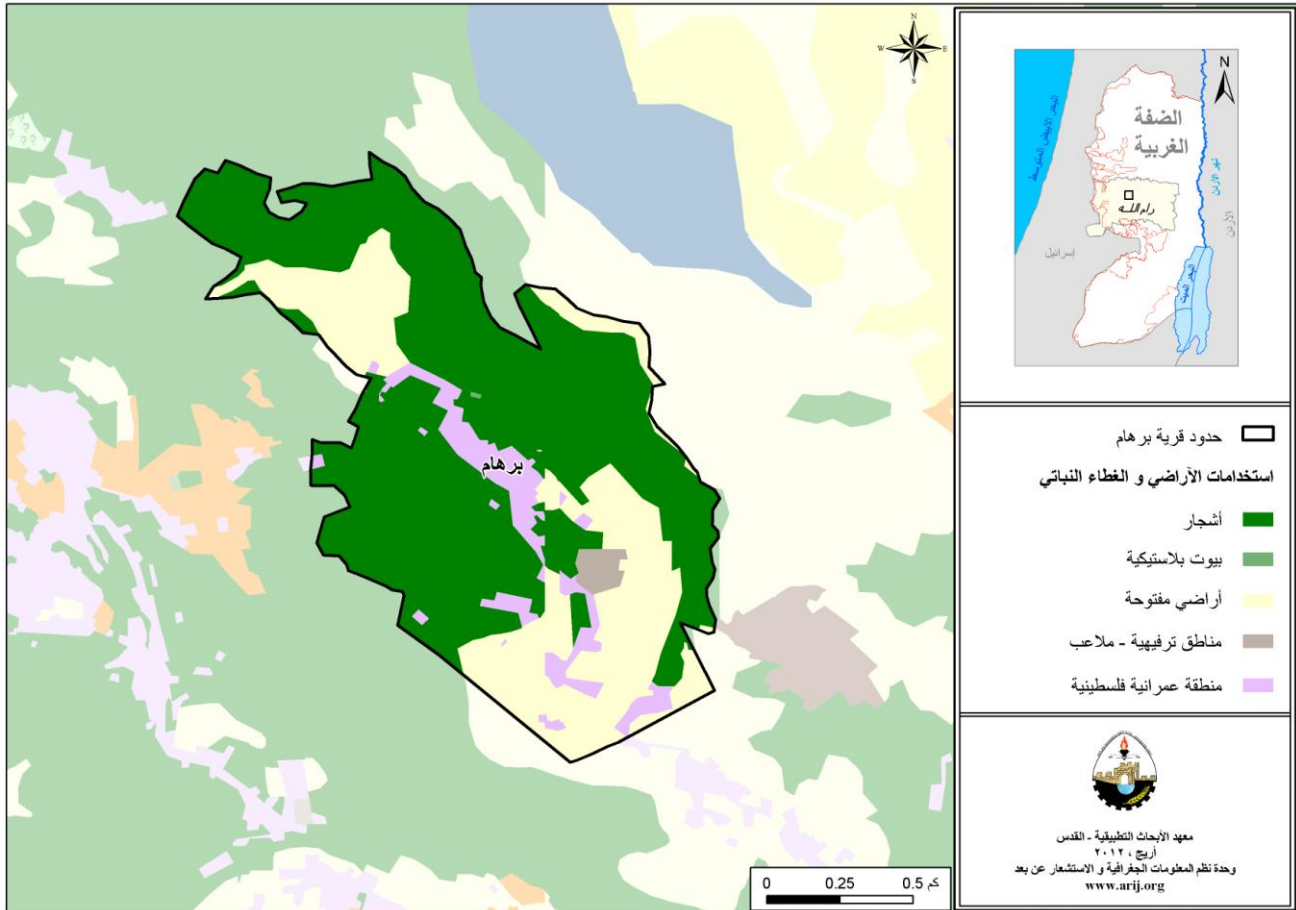 N
W
E
S
برهام
0
0.25
0.5 كم
N
البحر الأبيض المتوسط
الضفة
الغربية
نهر الأردن
رام الله
الأردن
إسرائيل
البحر الميت
حدود قرية برهام
استخدامات الآراضي و الغطاء النباتي
أشجار
بيوت بلاستيكية
أراضي مفتوحة
مناطق ترفيهية - ملاعب
منطقة عمرانية فلسطينية
معهد الأبحاث التطبيقية - القدس
أريج ، ٢٠١٢
وحدة نظم المعلومات الجغرافية و الاستشعار عن بعد
www.arij.org